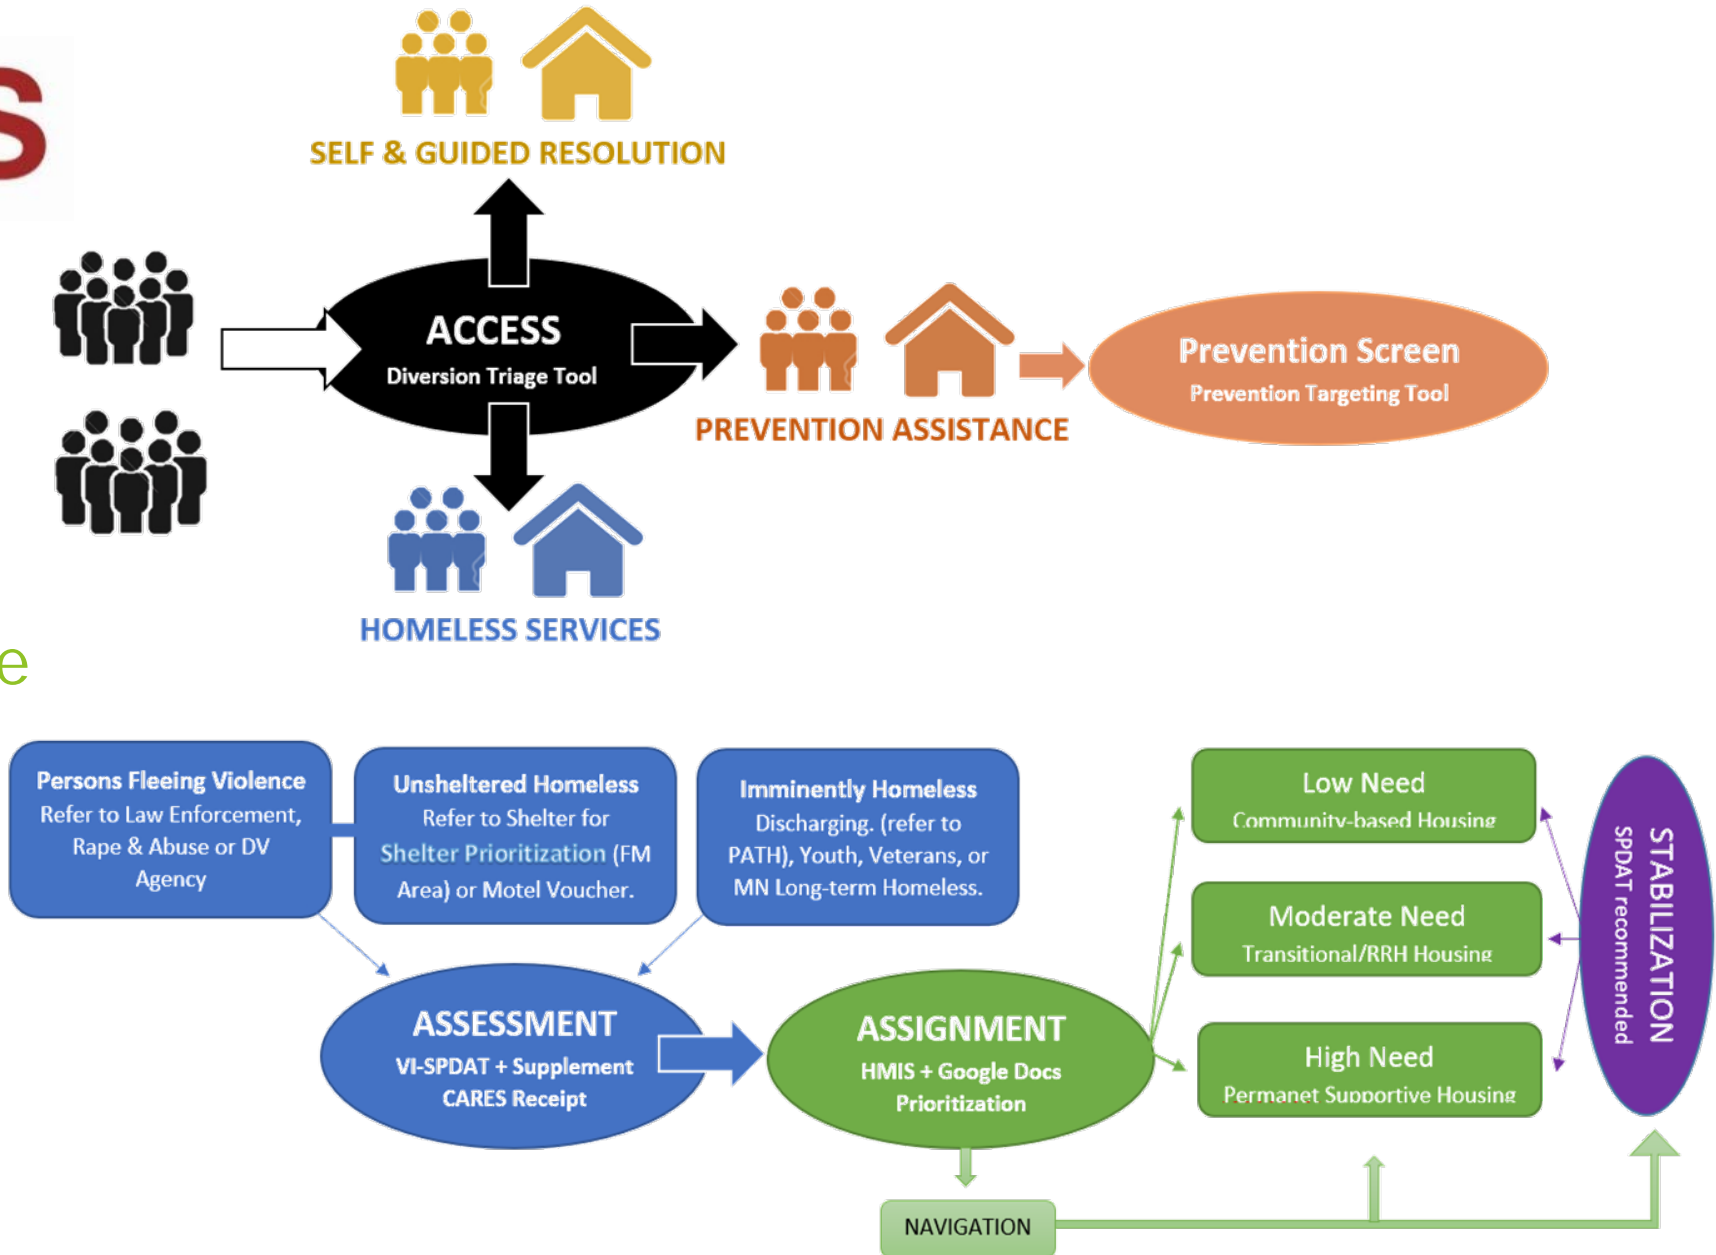 S
SELF & GUIDED RESOLUTION
ACCESS
Diversion Triage Tool
PREVENTION ASSISTANCE
Prevention Screen
Prevention Targeting Tool
HOMELESS SERVICES
e
Persons Fleeing Violence
Refer to Law Enforcement,
Rape & Abuse or DV
Agency
Unsheltered Homeless
Refer to Shelter for
Shelter Prioritization (FM
Area) or Motel Voucher.
Imminently Homeless
Discharging. (refer to
PATH), Youth, Veterans, or
MN Long-term Homeless.
ASSESSMENT
VI-SPDAT + Supplement
CARES Receipt
ASSIGNMENT
HMIS + Google Docs
Prioritization
Low Need
Community-based Housing
Moderate Need
Transitional/RRH Housing
High Need
Permanet Supportive Housing
STABILIZATION
SPDAT recommended
NAVIGATION